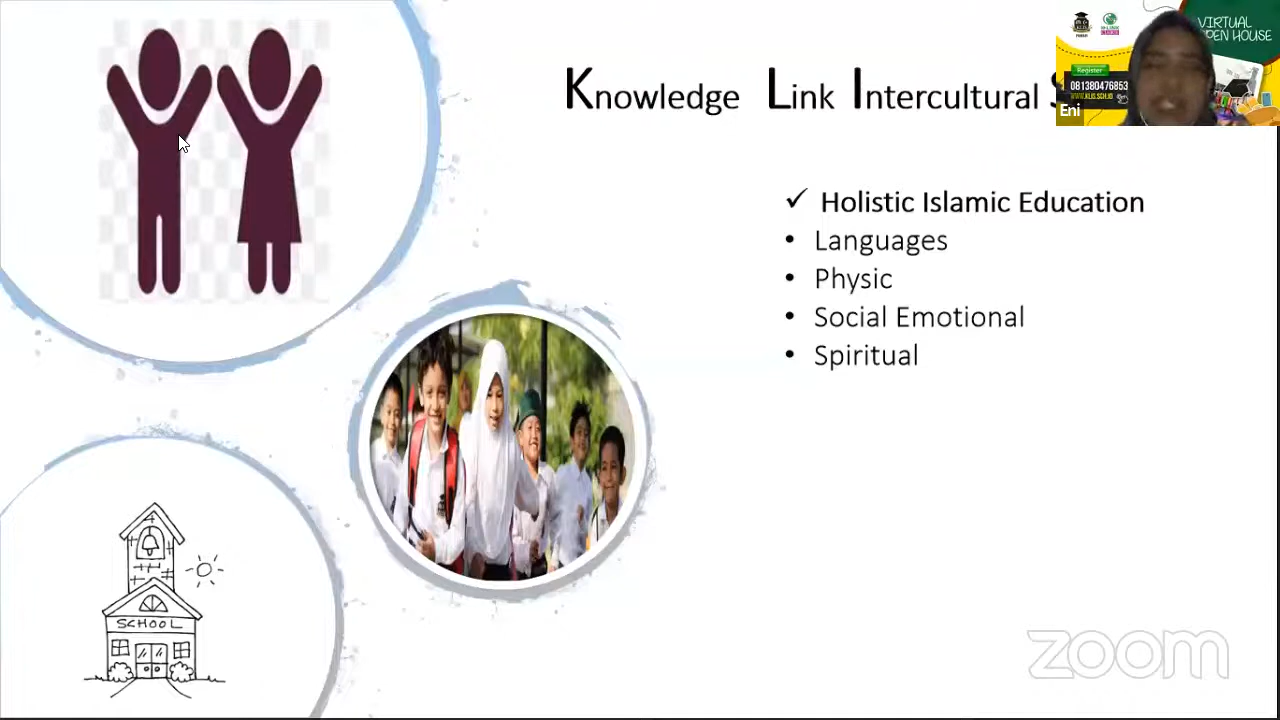 Knowledge Link Intercultural
VIRTUAL
OPEN HOUSE
Register
081380476853
WWW.KLIS.SCH.ID
Eni
✓ Holistic Islamic Education
• Languages
• Physic
• Social Emotional
• Spiritual
SCHOOL
zoom